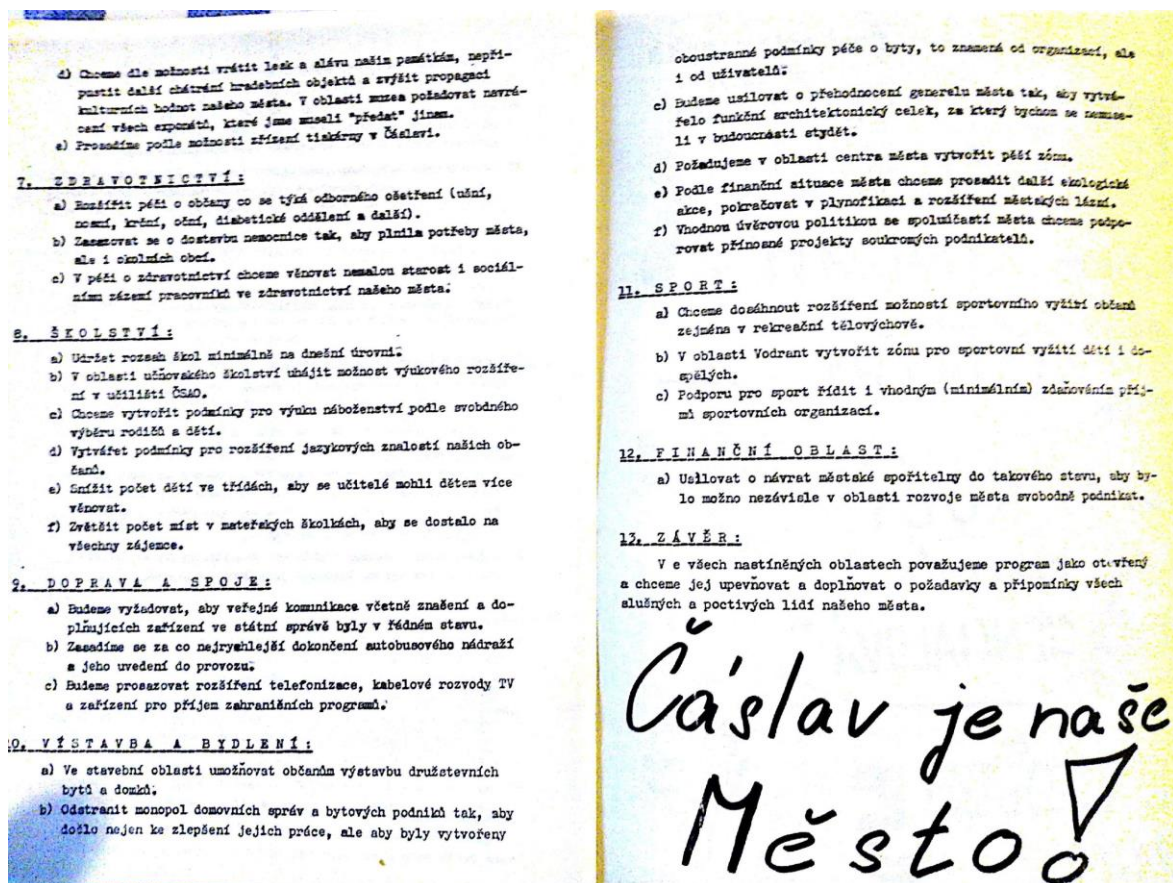 d) Chceme dle možnosti vrátit lesk a slávu našim památkám, nepři-
pustit další chátrání hradebních objektů a zvýšit propagaci
kulturních hodnot našeho města. V oblasti muzea požadovat navrá-
cení všech exponátů, které jsme museli "předat" jinam.
e) Prosadíme podle možnosti zřízení tiskárny v Čáslavi.
7. ZDRAVOTNICTVÍ:
a) Rozšířit péči o občany co se týká odborného ošetření (ušní,
nosní, krční, oční, diabetické oddělení a další).
b) Zasazovat se o dostavbu nemocnice tak, aby plnila potřeby města,
ale i okolních obcí.
c) V péči o zdravotnictví chceme věnovat nemalou starost i sociál-
nímu zázemí pracovníků ve zdravotnictví našeho města.
8. ŠKOLSTVÍ:
a) Udržet rozsah škol minimálně na dnešní úrovni.
b) V oblasti učňovského školství uhájit možnost výukového rozšíře-
ní v učilišti ČSAO.
c) Chceme vytvořit podmínky pro výuku náboženství podle svobdného
výběru rodičů a dětí.
d) Vytvářet podmínky pro rozšíření jazykových znalostí našich ob-
čanů.
e) Snížit počet dětí ve třídách, aby se učitelé mohli dětem více
věnovat.
f) Zvětšit počet míst v mateřských školkách, aby se dostalo na
všechny zájemce.
9. DOPRAVA A SPOJE:
a) Budeme vyžadovat, aby veřejné komunikace včetně značení a do-
plňujících zařízení ve státní správě byly v řádném stavu.
b) Zasadíme se za co nejrychlejší dokončení autobusového nádraží
a jeho uvedení do provozu.
c) Budeme prosazovat rozšíření telefonizace, kabelové rozvody TV
a zařízení pro příjem zahraničních programů.
0. VÝSTAVBA A BYDLENÍ:
a) Ve stavební oblasti umožňovat občanům výstavbu družstevních
bytů a domků.
b) Odstranit monopol domovních správ a bytových podniků tak, aby
došlo nejen ke zlepšení jejich práce, ale aby byly vytvořeny
oboustranné podmínky péče o byty, to znamená od organizací, ale
i od uživatelů.
c) Budeme usilovat o přehodnocení generelu města tak, aby vytvá-
řelo funkční architektonický celek, za který bychom se nemuse-
li v budoucnásti stydět.
d) Požadujeme v oblasti centra města vytvořit pěší zónu.
e) Podle finanční situace města chceme prosadit další ekologické
akce, pokračovat v plynofikaci a rozšíření městských lázní.
f) Vhodnou úvěrovou politikou se spoluúčastí města chceme podpo-
rovat přínosné projekty soukromých podnikatelů.
11. SPORT:
a) Chceme dosáhnout rozšíření možností sportovního vyžití občanů
zejména v rekreační tělovýchově.
b) V oblasti Vodrant vytvořit zónu pro sportovní vyžití dětí i do-
spělých.
c) Podporu pro sport řídit i vhodným (minimálním) zdaňováním příj-
mů sportovních organizací.
12. FINANČNÍ OBLAST:
a) Usilovat o návrat městské spořitelny do takového stavu, aby by-
lo možno nezávisle v oblasti rozvoje města svobodně podnikat.
13. ZÁVĚR:
V e všech nastíněných oblastech považujeme program jako otevřený
a chceme jej upevňovat a doplňovat o požadavky a připomínky všech
slušných a poctivých lidí našeho města.
Čáslav je naše
Město!